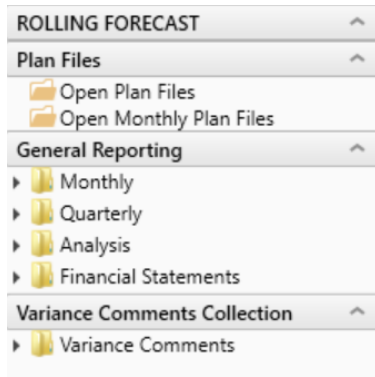 ROLLING FORECAST
Plan Files
Open Plan Files
Open Monthly Plan Files
General Reporting
Monthly
Quarterly
Analysis
Financial Statements
Variance Comments Collection
Variance Comments